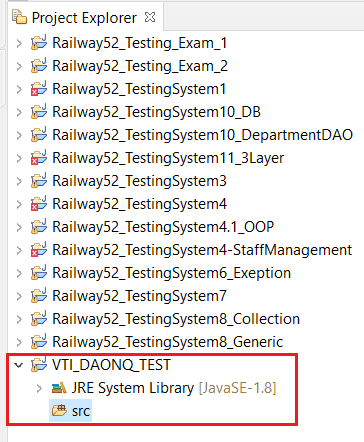 Project Explorer
Railway52_Testing_Exam_1
Railway52_Testing_Exam_2
Railway52_TestingSystem1
Railway52_TestingSystem10_DB
Railway52_TestingSystem10_DepartmentDAO
Railway52_TestingSystem11_3Layer
Railway52_TestingSystem3
Railway52_TestingSystem4
Railway52_TestingSystem4.1_OOP
Railway52_TestingSystem4-StaffManagement
Railway52_TestingSystem6_Exeption
Railway52_TestingSystem7
Railway52_TestingSystem8_Collection
Railway52_TestingSystem8_Generic
VTI_DAONQ_TEST
JRE System Library [JavaSE-1.8]
src